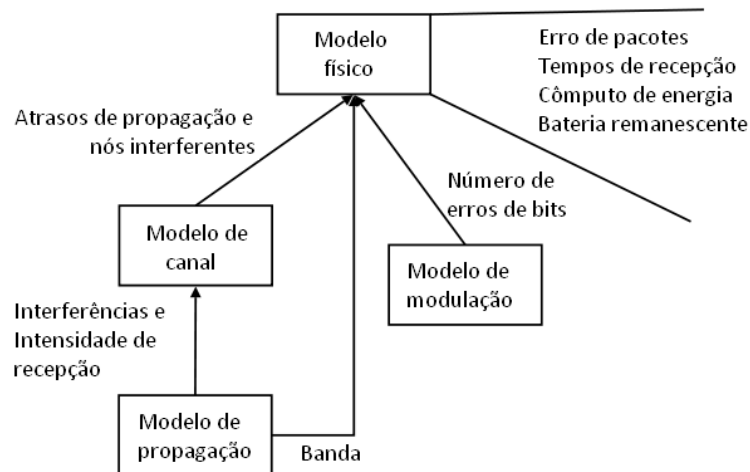 Modelo
físico
Erro de pacotes
Tempos de recepção
Cômputo de energia
Bateria remanescente
Atrasos de propagação e
nós interferentes
Número de
erros de bits
Modelo de
canal
Modelo de
modulação
Interferências e
Intensidade de
recepção
Modelo de
propagação
Banda